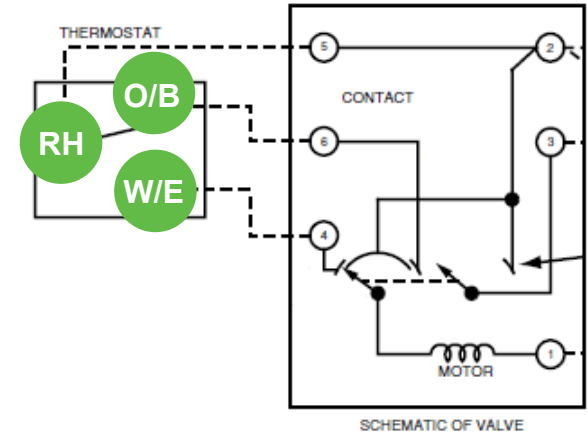 THERMOSTAT
O/B
RH
W/E
5
2
CONTACT
6
3
4
1
MOTOR
SCHEMATIC OF VALVE